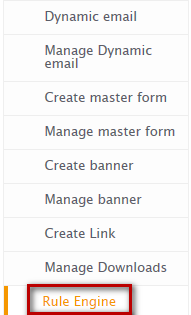 Dynamic email
Manage Dynamic
email
Create master form
Manage master form
Create banner
Manage banner
Create Link
Manage Downloads
Rule Engine